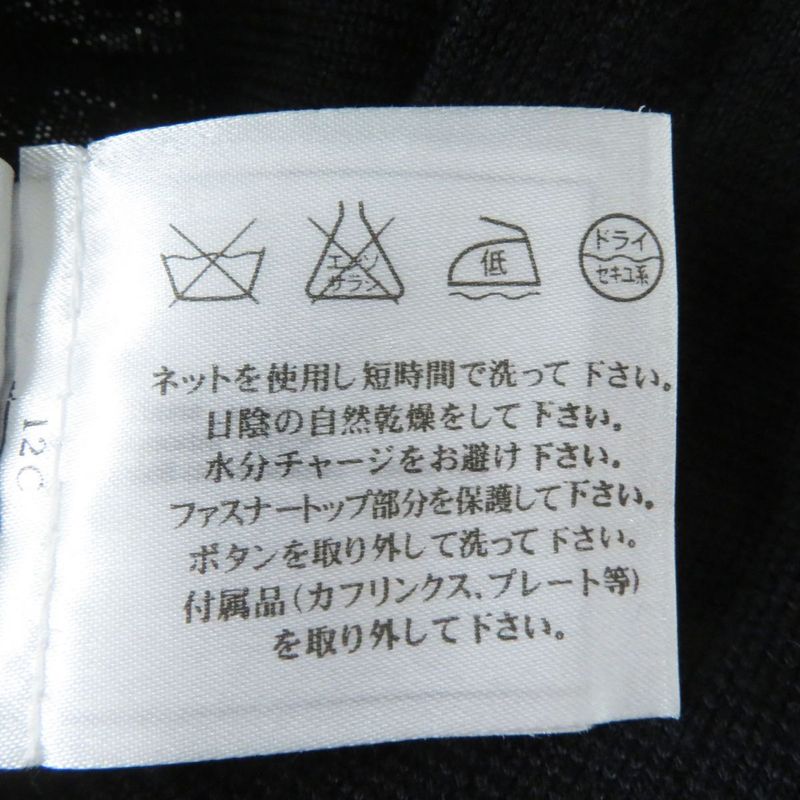 エンソ
サラシ
低
ドライ
セキユ系
ネットを使用し短時間で洗って下さい。
日陰の自然乾燥をして下さい。
水分チャージをお避け下さい。
ファスナートップ部分を保護して下さい。
ボタンを取り外して洗って下さい。
付属品(カフリンクス、プレート等)
を取り外して下さい。
12C